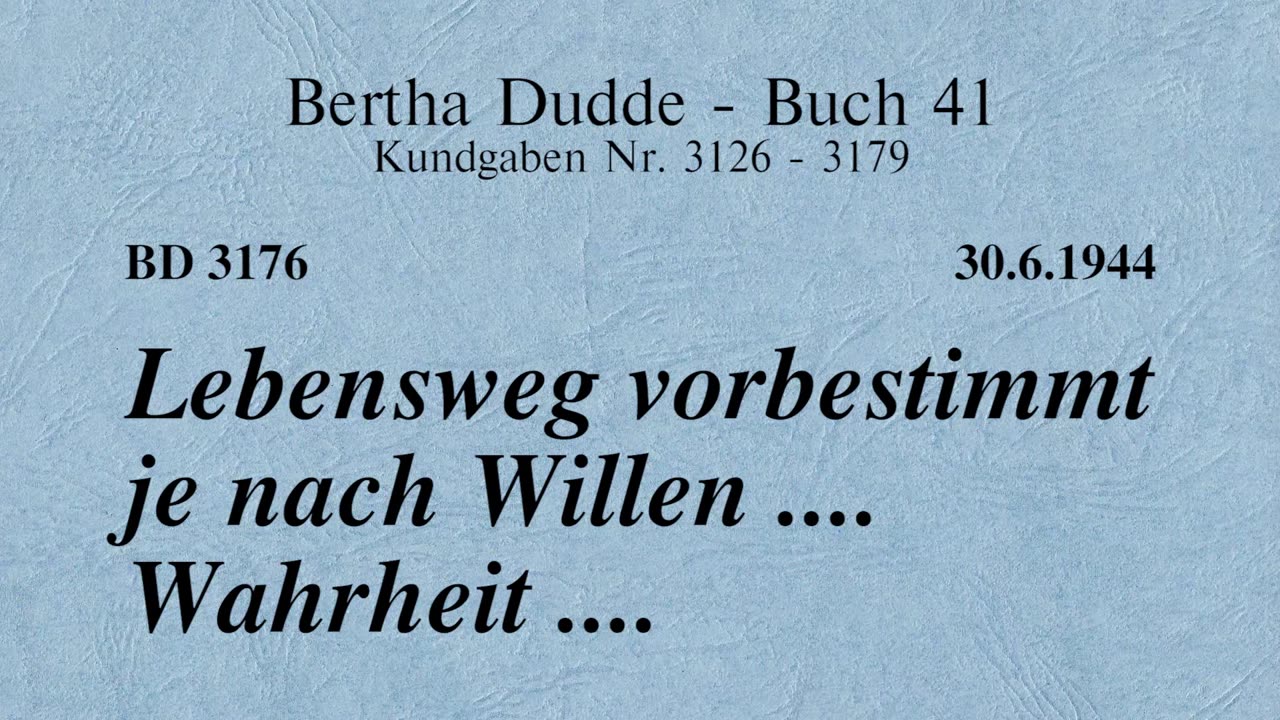 Bertha Dudde - Buch 41
Kundgaben Nr. 3126 - 3179
BD 3176 30.6.1944
Lebensweg vorbestimmt
je nach Willen ....
Wahrheit ....